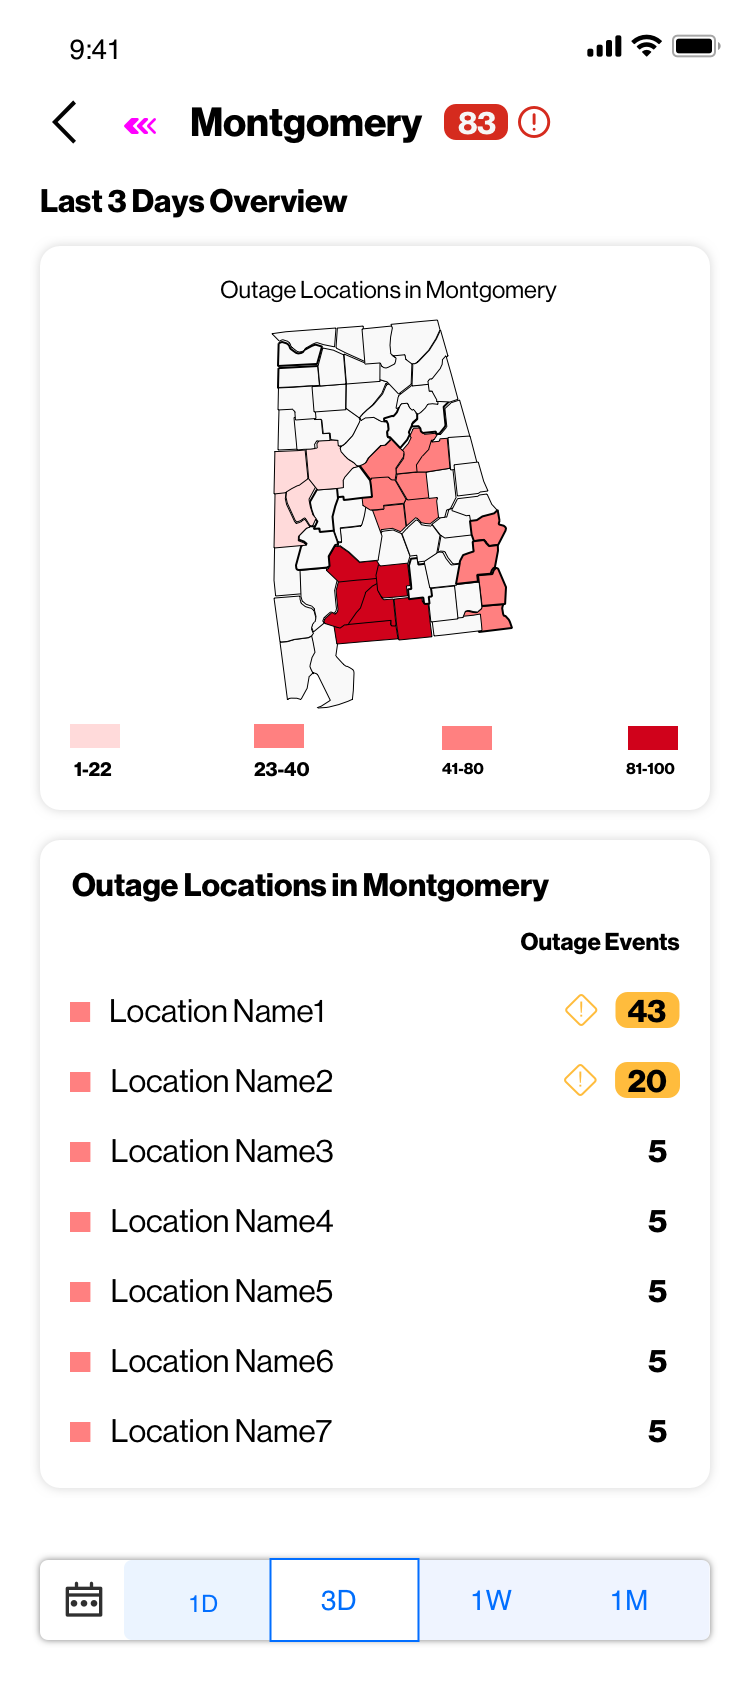 9:41
Montgomery 83
Last 3 Days Overview
Outage Locations in Montgomery
1-22 23-40 41-80 81-100
Outage Locations in Montgomery
Outage Events
Location Name1 43
Location Name2 20
Location Name3 5
Location Name4 5
Location Name5 5
Location Name6 5
Location Name7 5
1D 3D 1W 1M